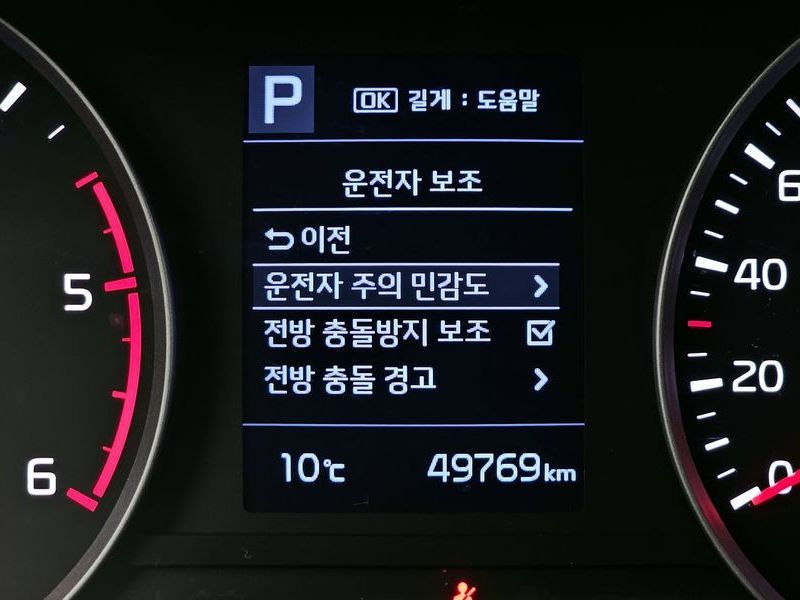 P
OK 길게 : 도움말
운전자 보조
이전
운전자 주의 민감도
전방 충돌방지 보조
전방 충돌 경고
10℃ 49769km
5
6
6
40
20
0